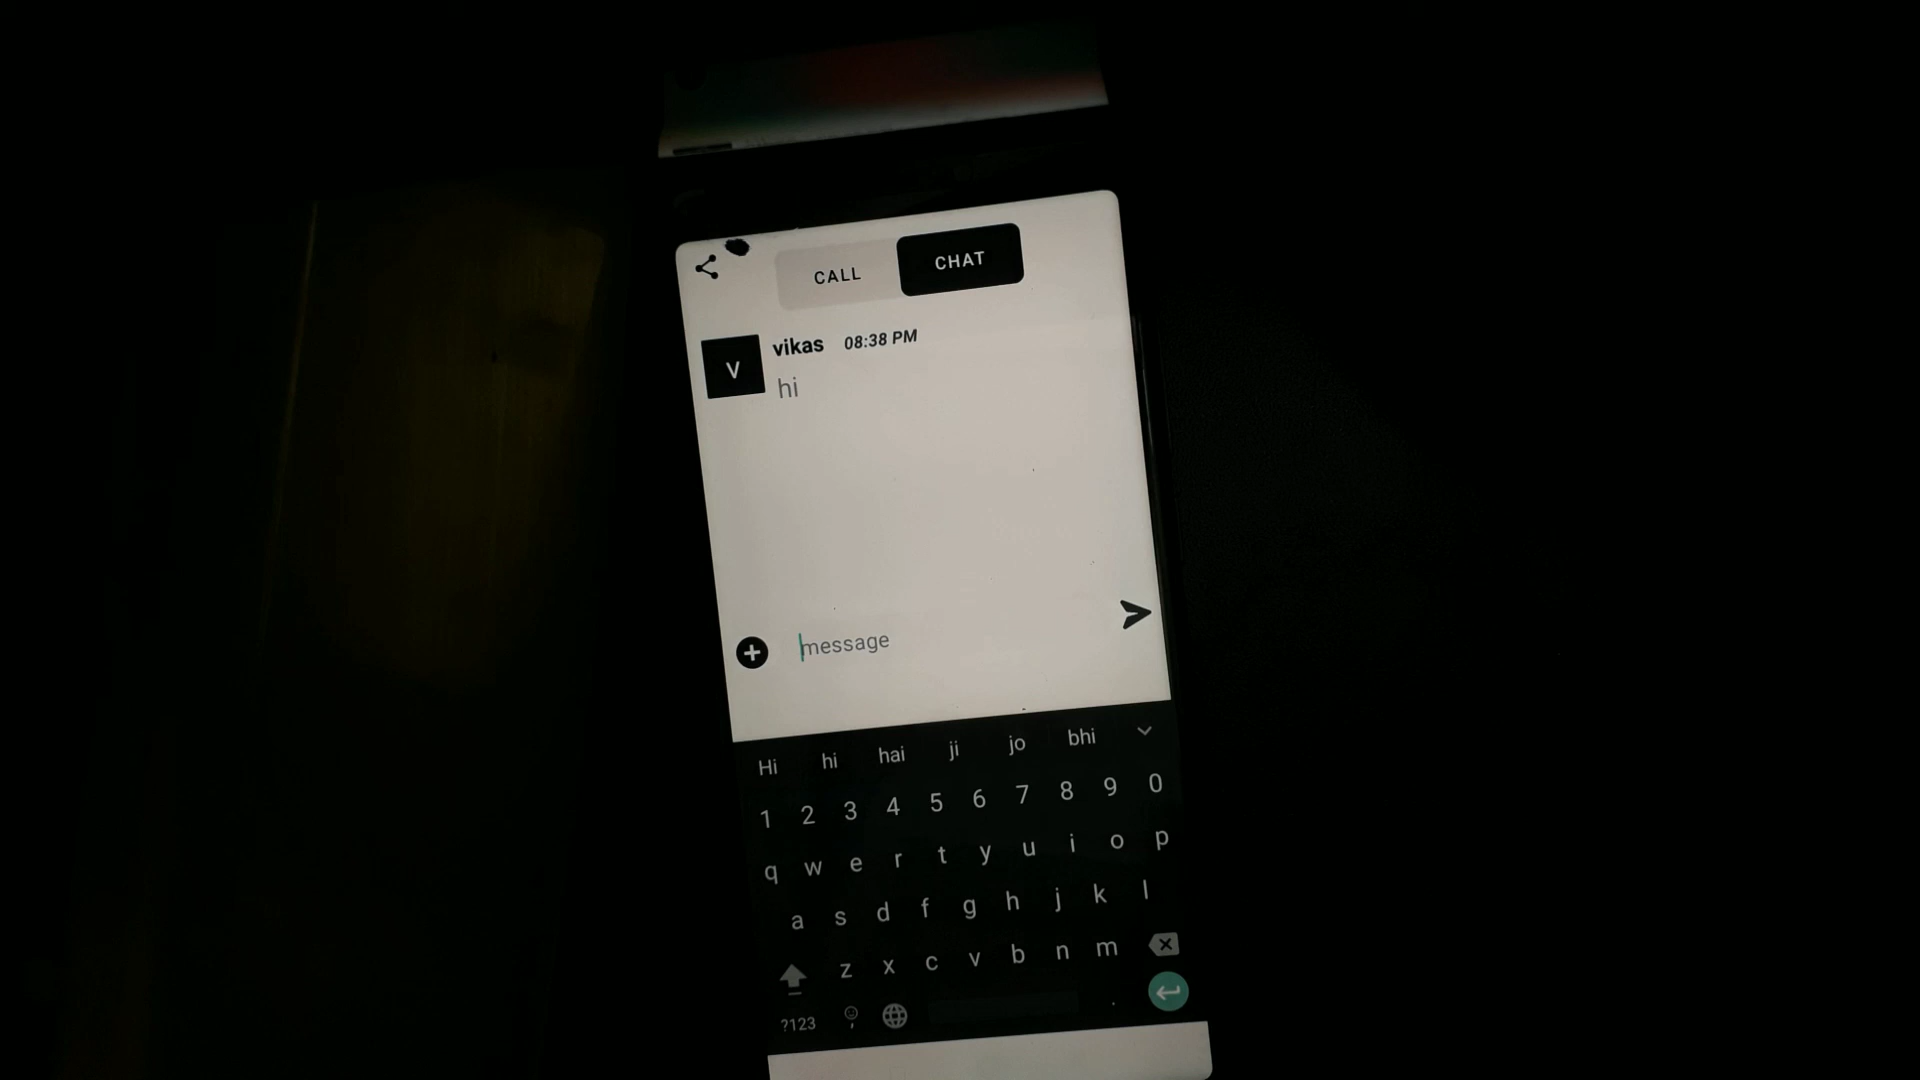 CALL CHAT
vikas 08:38 PM
V
hi
message
Hi hi hai ji jo bhi
1 2 3 4 5 6 7 8 9 0
q w e r t y u i o p
a s d f g h j k l
z x c v b n m
?123 , .